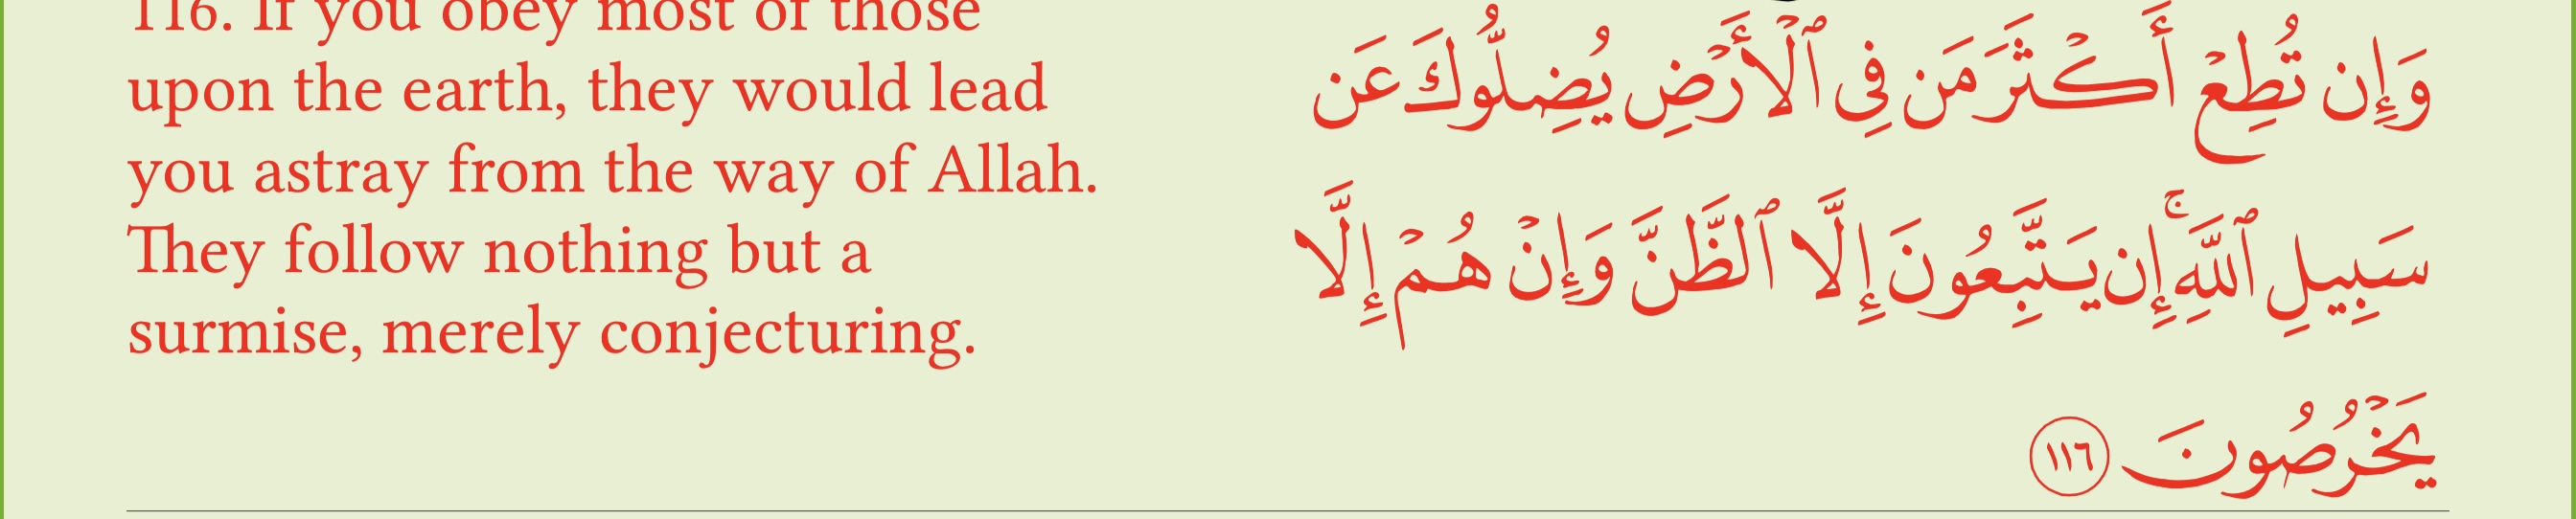 116. If you obey most of those
upon the earth, they would lead
you astray from the way of Allah.
They follow nothing but a
surmise, merely conjecturing.
وَإِن تُطِعۡ أَكۡثَرَ مَن فِى ٱلۡأَرۡضِ يُضِلُّوكَ عَن
سَبِيلِ ٱللَّهِۚ إِن يَتَّبِعُونَ إِلَّا ٱلظَّنَّ وَإِنۡ هُمۡ إِلَّا
يَخۡرُصُونَ ١١٦